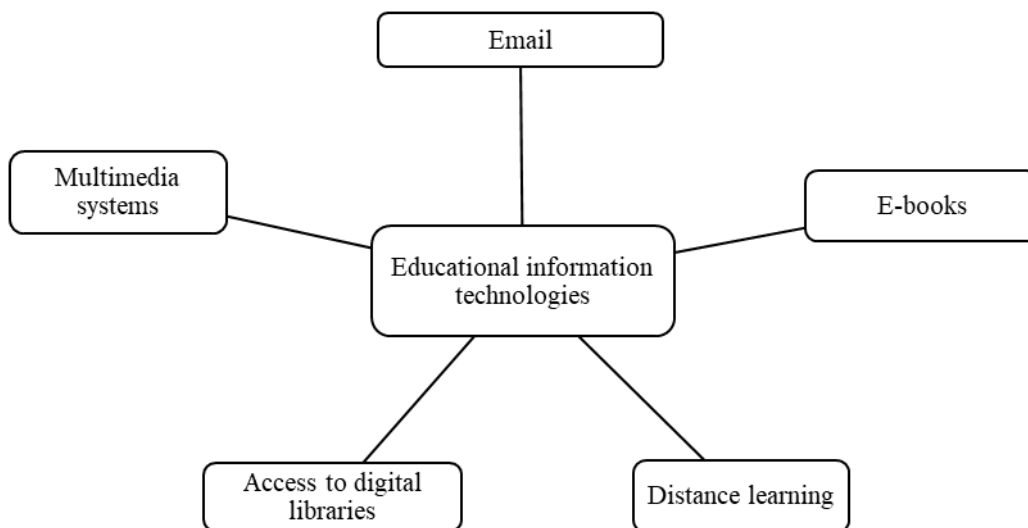 Email
Multimedia
systems
E-books
Educational information
technologies
Access to digital
libraries
Distance learning